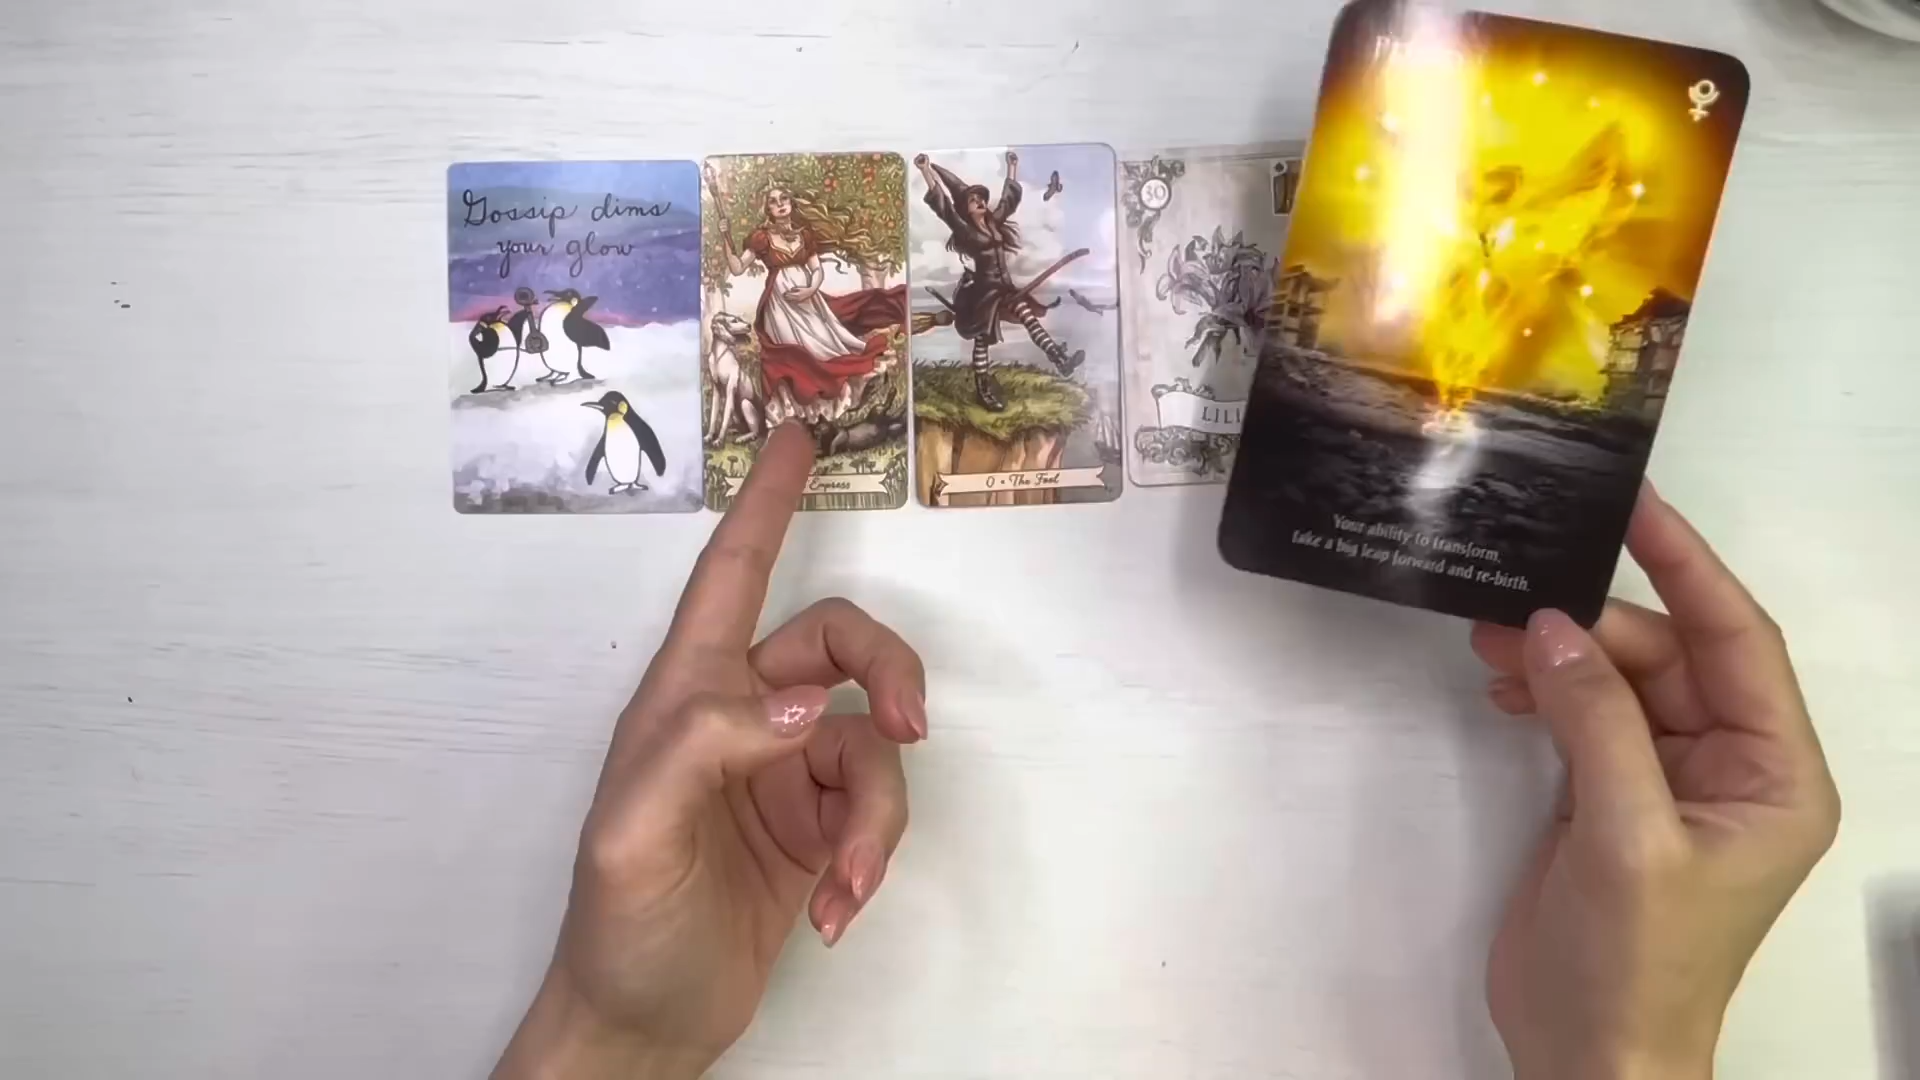 Gossip dims
your glow
Empress
0 • The Fool
30
LILI
Your ability to transform,
take a big leap forward and re-birth.